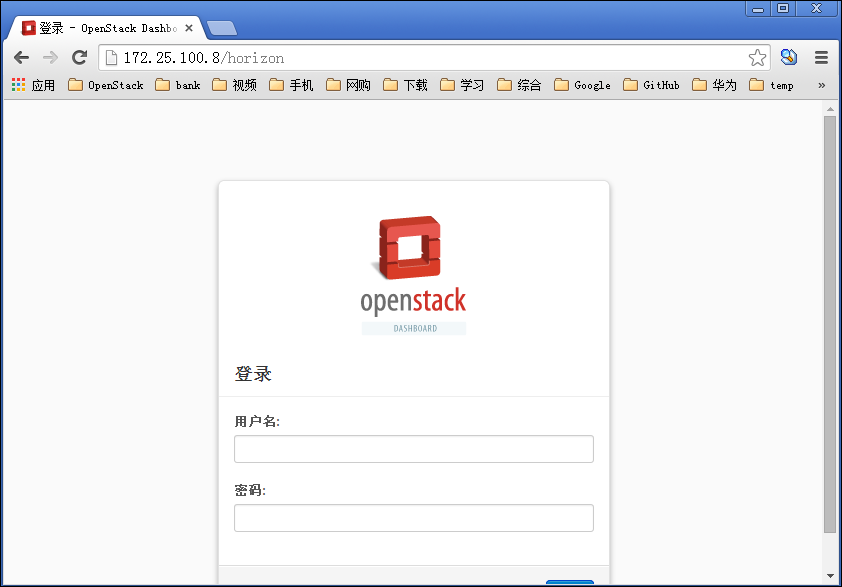 登录 - OpenStack Dashbo
172.25.100.8/horizon
应用 OpenStack bank 视频 手机 网购 下载 学习 综合 Google GitHub 华为 temp »
openstack
DASHBOARD
登录
用户名:
密码: